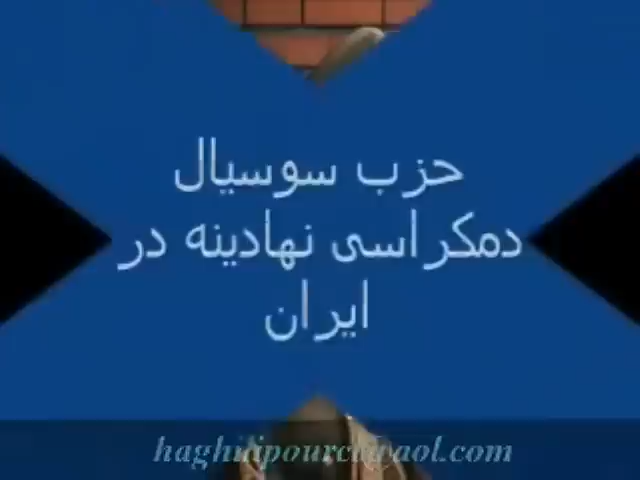 حزب سوسیال
دمکراسی نهادینه در
ایران